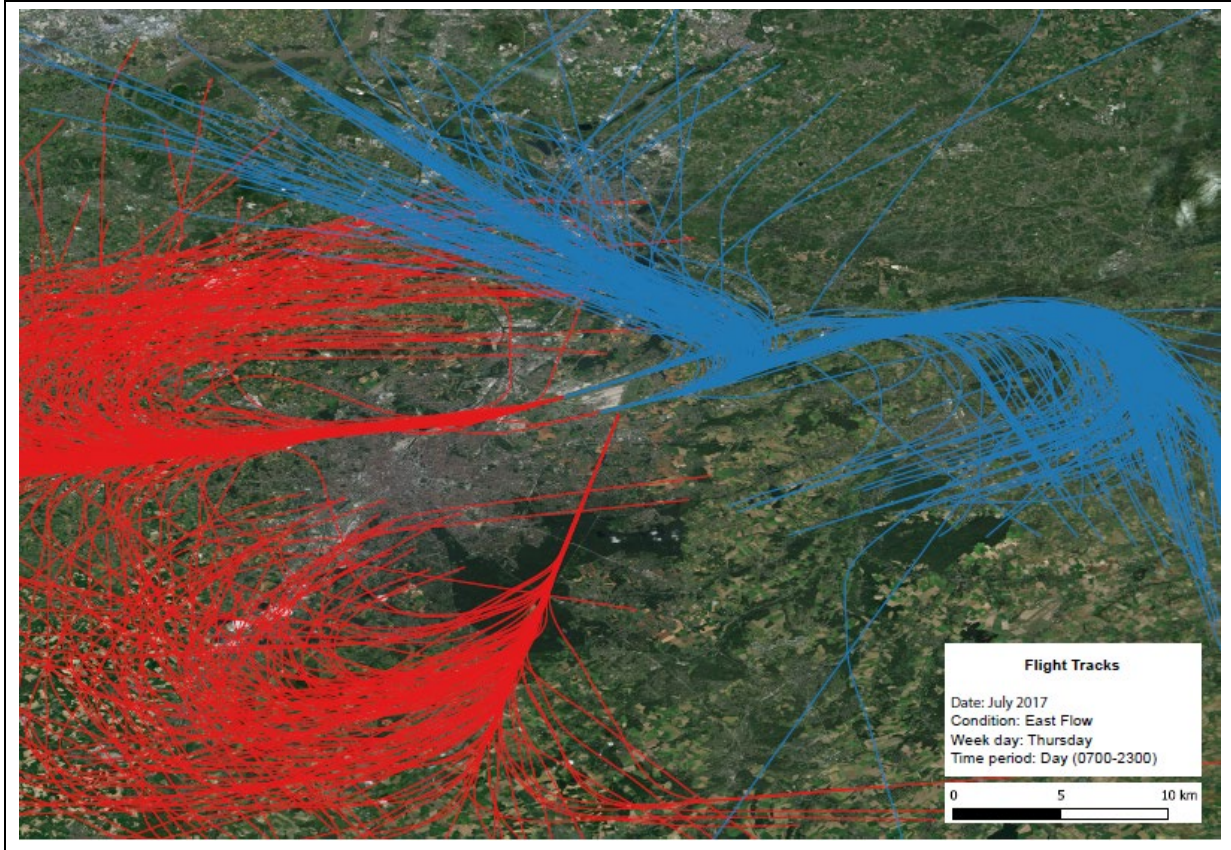 Flight Tracks
Date: July 2017
Condition: East Flow
Week day: Thursday
Time period: Day (0700-2300)
0 5 10 km